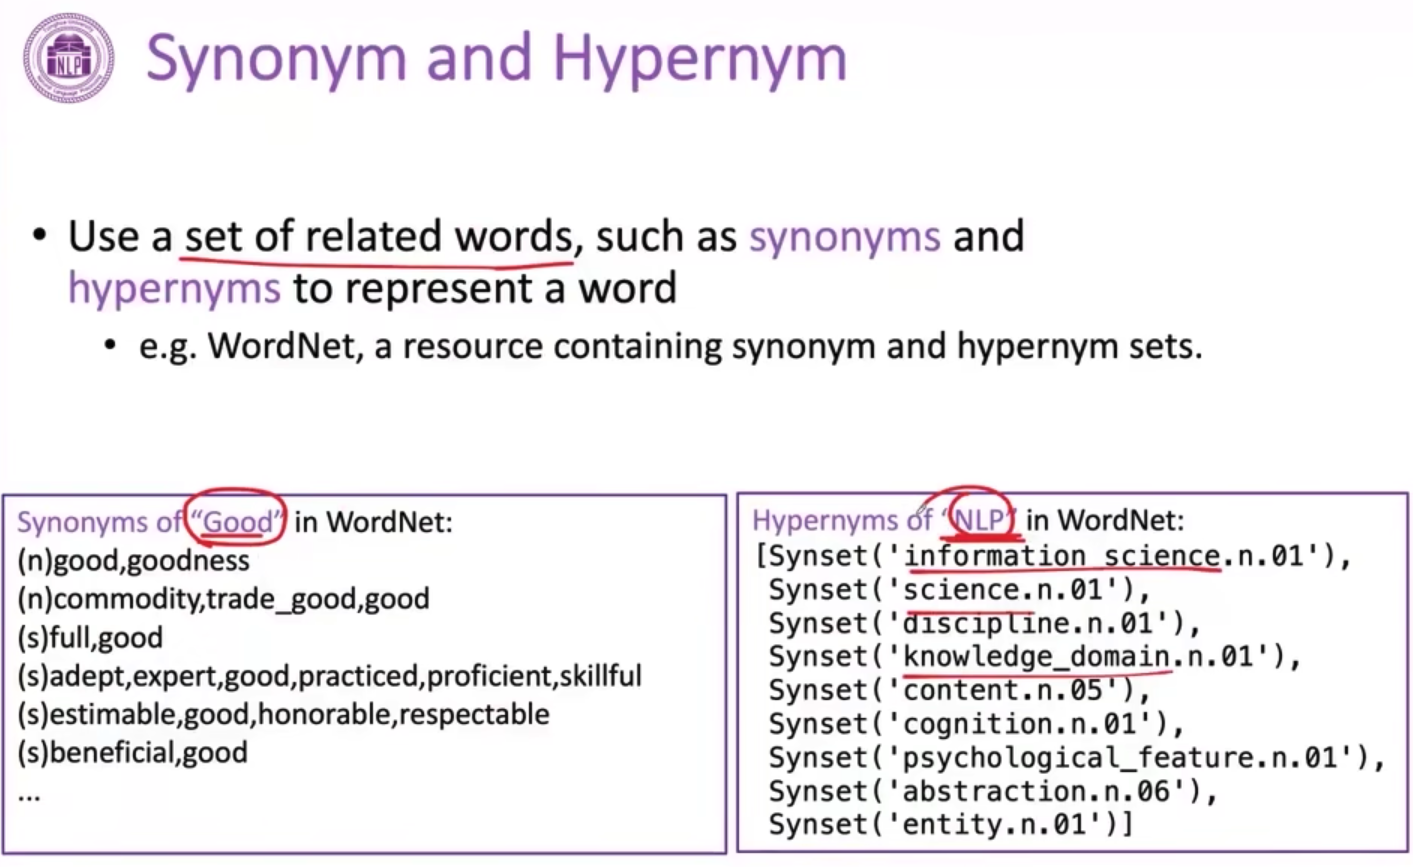 NLP
Synonym and Hypernym
• Use a set of related words, such as synonyms and
hypernyms to represent a word
• e.g. WordNet, a resource containing synonym and hypernym sets.
Synonyms of “Good” in WordNet:
(n)good,goodness
(n)commodity,trade_good,good
(s)full,good
(s)adept,expert,good,practiced,proficient,skillful
(s)estimable,good,honorable,respectable
(s)beneficial,good
...
Hypernyms of “NLP” in WordNet:
[Synset('information_science.n.01'),
Synset('science.n.01'),
Synset('discipline.n.01'),
Synset('knowledge_domain.n.01'),
Synset('content.n.05'),
Synset('cognition.n.01'),
Synset('psychological_feature.n.01'),
Synset('abstraction.n.06'),
Synset('entity.n.01')]